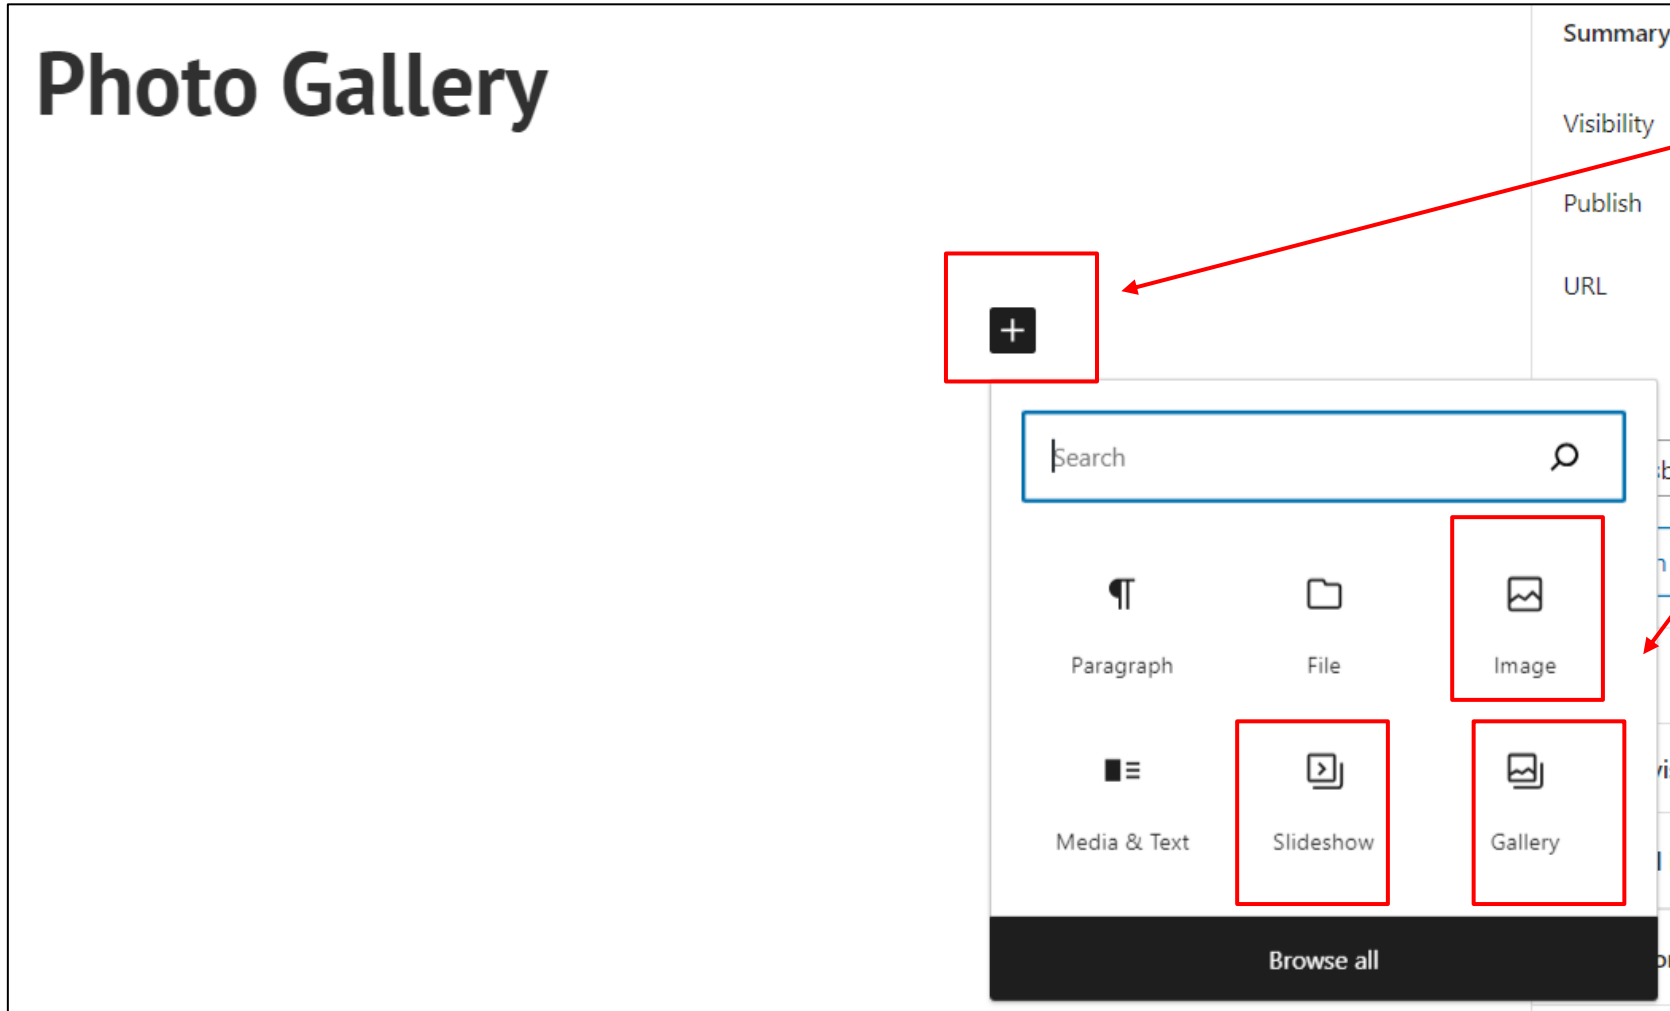 Photo Gallery
Summary
Visibility
Publish
URL
Search
Paragraph
File
Image
Media & Text
Slideshow
Gallery
Browse all